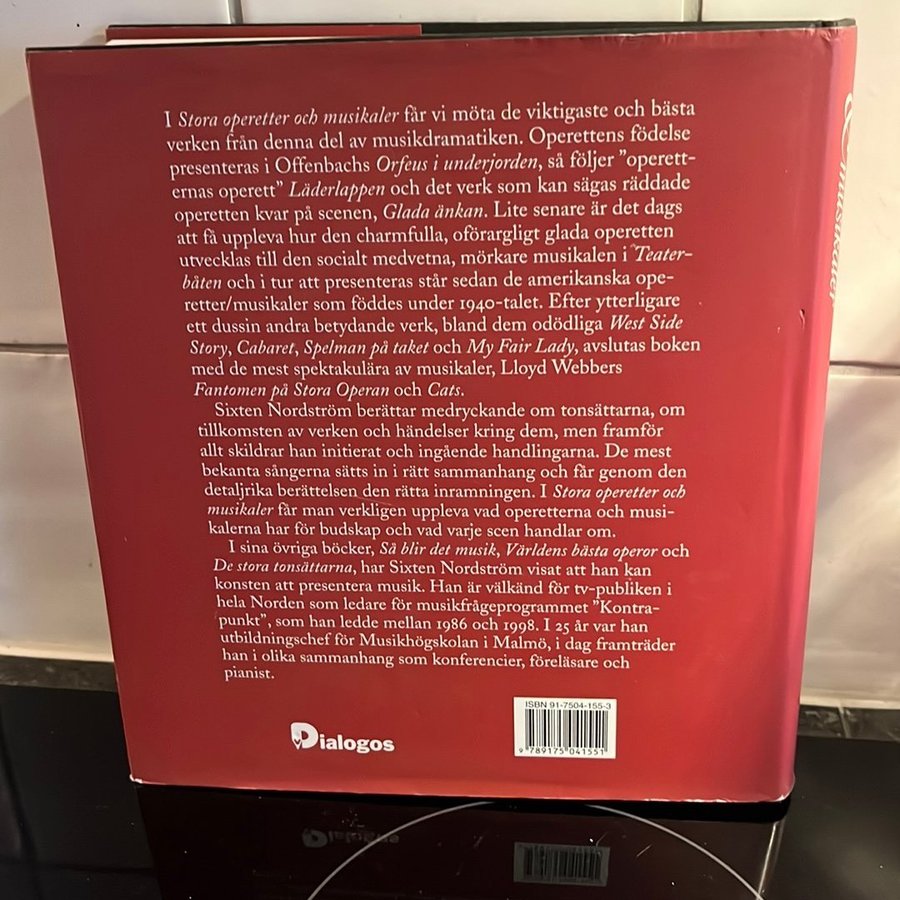 I Stora operetter och musikaler får vi möta de viktigaste och bästa
verken från denna del av musikdramatiken. Operettens födelse
presenteras i Offenbachs Orfeus i underjorden, så följer ”operett-
ernas operett” Läderlappen och det verk som kan sägas räddade
operetten kvar på scenen, Glada änkan. Lite senare är det dags
att få uppleva hur den charmfulla, oförargligt glada operetten
utvecklas till den socialt medvetna, mörkare musikalen i Teater-
båten och i tur att presenteras står sedan de amerikanska ope-
retter/musikaler som föddes under 1940-talet. Efter ytterligare
ett dussin andra betydande verk, bland dem odödliga West Side
Story, Cabaret, Spelman på taket och My Fair Lady, avslutas boken
med de mest spektakulära av musikaler, Lloyd Webbers
Fantomen på Stora Operan och Cats.
Sixten Nordström berättar medryckande om tonsättarna, om
tillkomsten av verken och händelser kring dem, men framför
allt skildrar han initierat och ingående handlingarna. De mest
bekanta sångerna sätts in i rätt sammanhang och får genom den
detaljrika berättelsen den rätta inramningen. I Stora operetter och
musikaler får man verkligen uppleva vad operetterna och musi-
kalerna har för budskap och vad varje scen handlar om.
I sina övriga böcker, Så blir det musik, Världens bästa operor och
De stora tonsättarna, har Sixten Nordström visat att han kan
konsten att presentera musik. Han är välkänd för tv-publiken i
hela Norden som ledare för musikfrågeprogrammet ”Kontra-
punkt”, som han ledde mellan 1986 och 1998. I 25 år var han
utbildningschef för Musikhögskolan i Malmö, i dag framträder
han i olika sammanhang som konferencier, föreläsare och
pianist.
Dialogos
ISBN 91-7504-155-3
9 789175 041551
musikaler